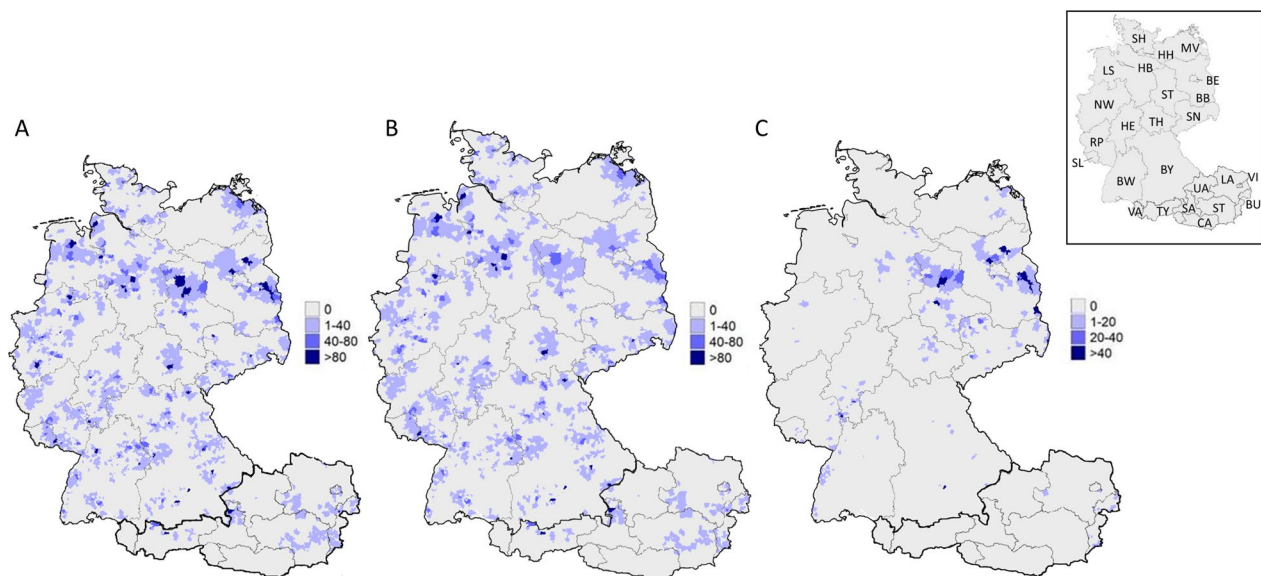 A
0
1-40
40-80
>80
B
0
1-40
40-80
>80
C
0
1-20
20-40
>40
SH
HH
MV
HB
LS
BE
ST
NW
BB
SN
HE
TH
RP
SL
BY
BW
LA
VI
UA
BU
SA
ST
VA
TY
CA